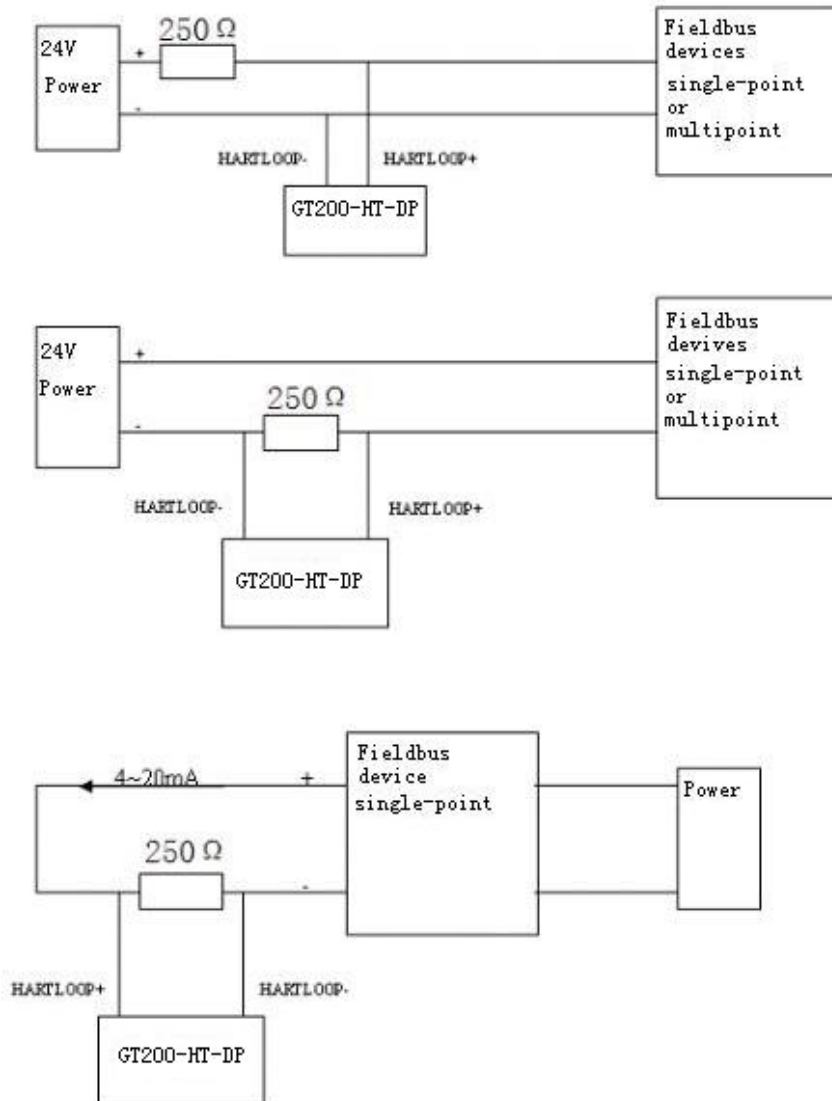 250Ω
24V
Power
+
-
Fieldbus
devices
single-point
or
multipoint
HARTLOOP-
HARTLOOP+
GT200-HT-DP
24V
Power
+
-
250Ω
Fieldbus
devives
single-point
or
multipoint
HARTLOOP-
HARTLOOP+
GT200-HT-DP
4~20mA
+
-
250Ω
Fieldbus
device
single-point
Power
HARTLOOP+
HARTLOOP-
GT200-HT-DP